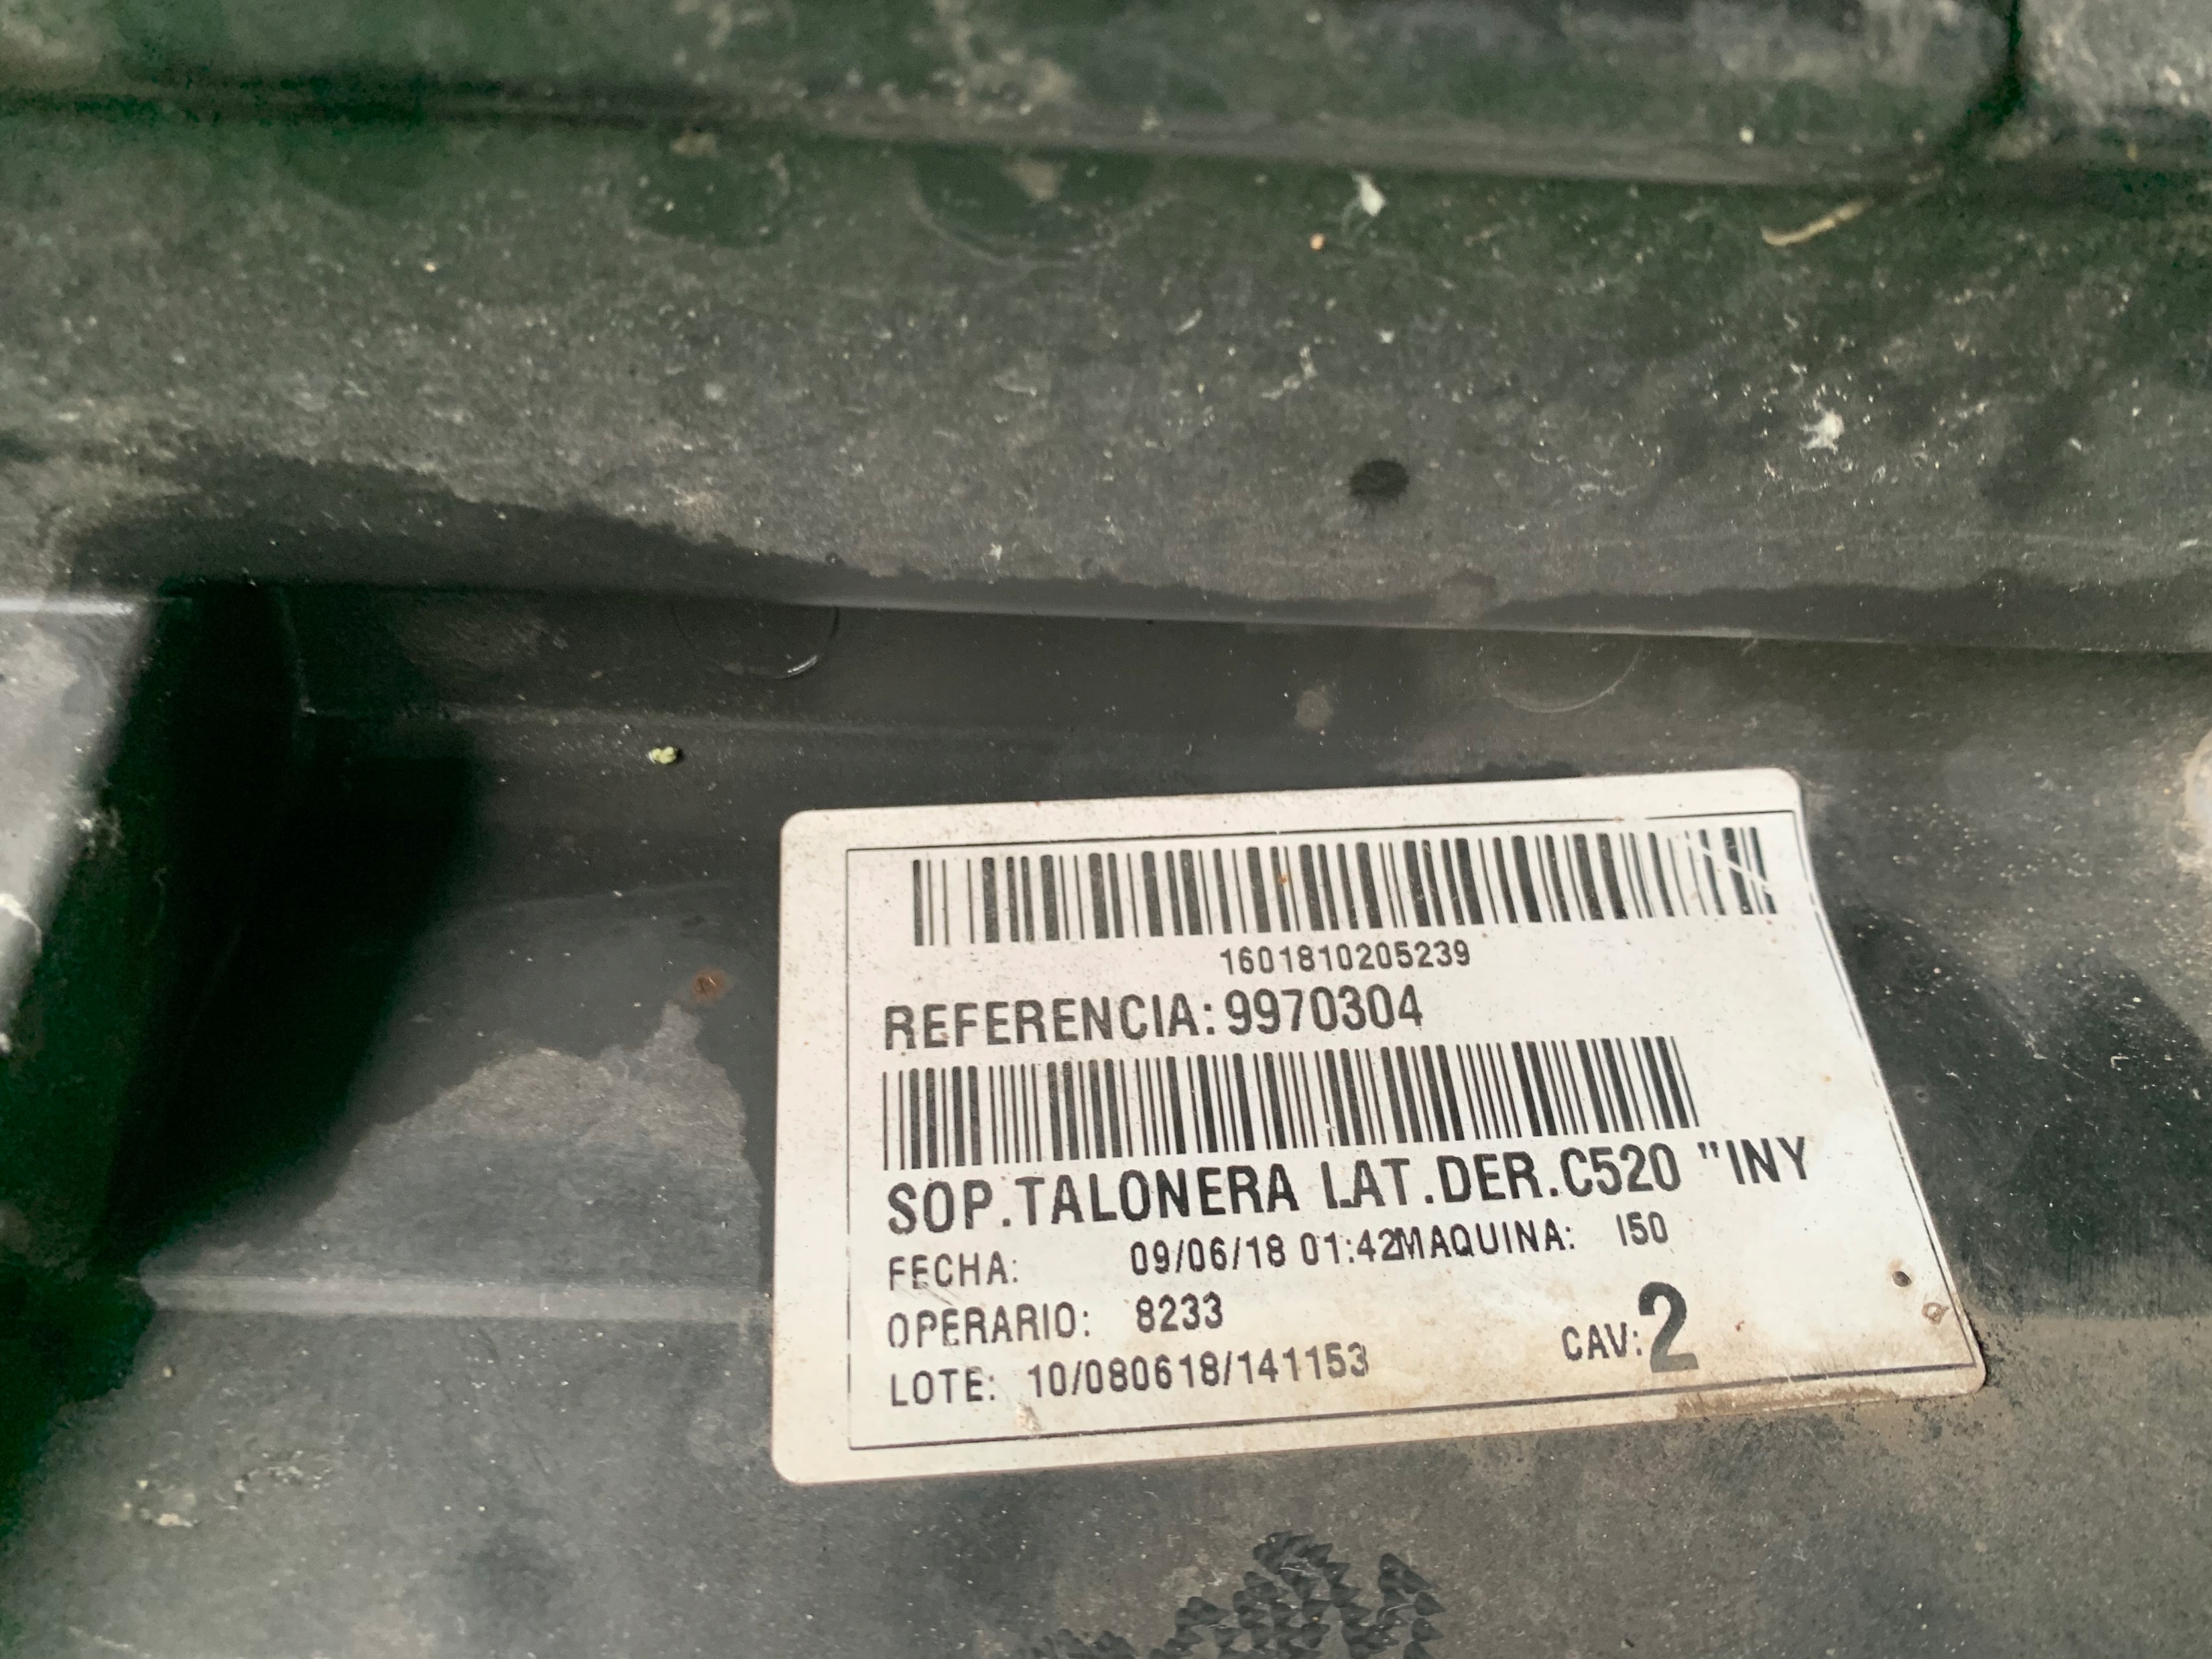 1601810205239
REFERENCIA: 9970304
SOP.TALONERA LAT.DER.C520 "INY
FECHA: 09/06/18 01:42MAQUINA: I50
OPERARIO: 8233
CAV:2
LOTE: 10/080618/141153